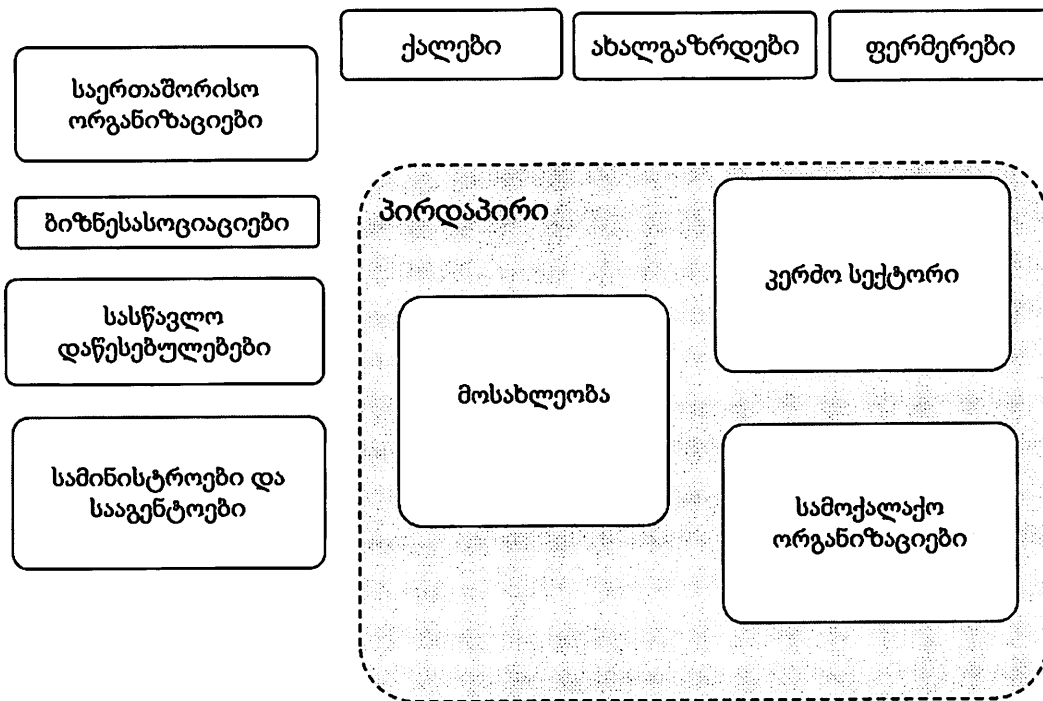 ქალები
ახალგაზრდები
ფერმერები
საერთაშორისო
ორგანიზაციები
ბიზნესასოციაციები
სასწავლო
დაწესებულებები
სამინისტროები და
სააგენტოები
პირდაპირი
კერძო სექტორი
მოსახლეობა
სამოქალაქო
ორგანიზაციები